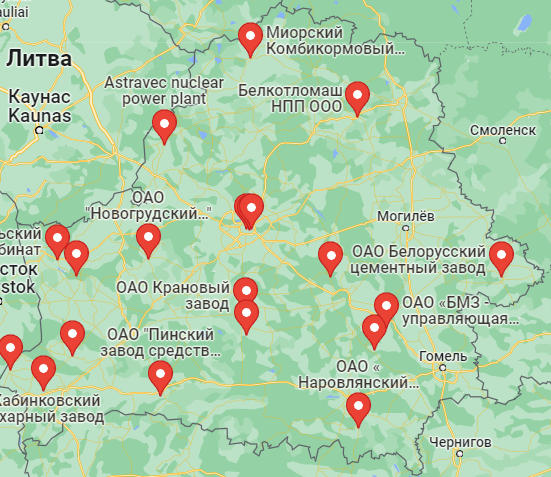 uliai
Миорский
Комбикормовый...
Литва
Astravec nuclear
power plant
Белкотломаш
НПП ООО
Каунас
Kaunas
Смоленск
ОАО
"Новогрудский..."
Могилёв
ьский
бинат
ОАО Белорусский
цементный завод
сток
stok
ОАО Крановый
завод
ОАО «БМЗ -
управляющая...
ОАО "Пинский
завод средств...
ОАО «
Наровлянский...
Гомель
Жабинковский
харный завод
Чернигов